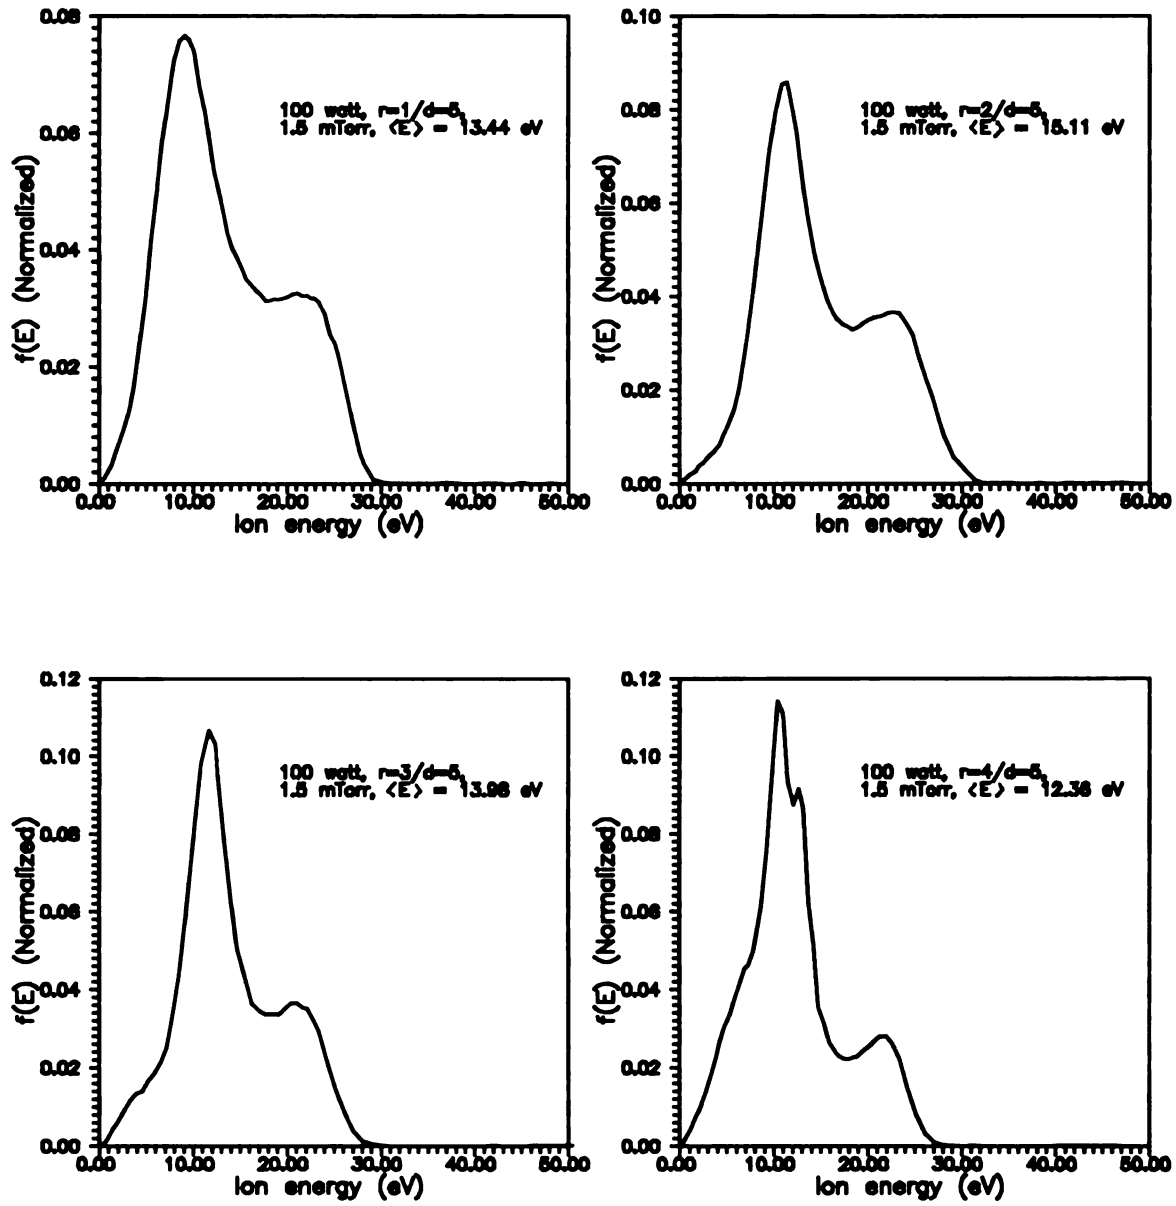 0.08
0.06
0.04
0.02
0.00
f(E) (Normalized)
100 watt, r=1/d=5,
1.5 mTorr, <E> = 13.44 eV
0.00 10.00 20.00 30.00 40.00 50.00
Ion energy (eV)
0.10
0.08
0.06
0.04
0.02
0.00
f(E) (Normalized)
100 watt, r=2/d=5,
1.5 mTorr, <E> = 15.11 eV
0.00 10.00 20.00 30.00 40.00 50.00
Ion energy (eV)
0.12
0.10
0.08
0.06
0.04
0.02
0.00
f(E) (Normalized)
100 watt, r=3/d=5,
1.5 mTorr, <E> = 13.98 eV
0.00 10.00 20.00 30.00 40.00 50.00
Ion energy (eV)
0.12
0.10
0.08
0.06
0.04
0.02
0.00
f(E) (Normalized)
100 watt, r=4/d=5,
1.5 mTorr, <E> = 12.36 eV
0.00 10.00 20.00 30.00 40.00 50.00
Ion energy (eV)